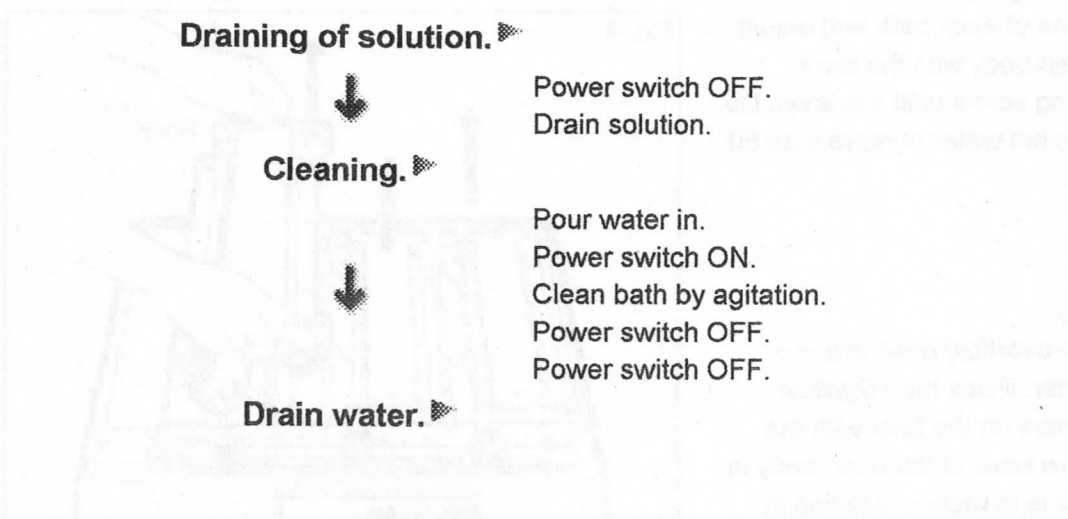 Draining of solution.
Power switch OFF.
Drain solution.
Cleaning.
Pour water in.
Power switch ON.
Clean bath by agitation.
Power switch OFF.
Power switch OFF.
Drain water.